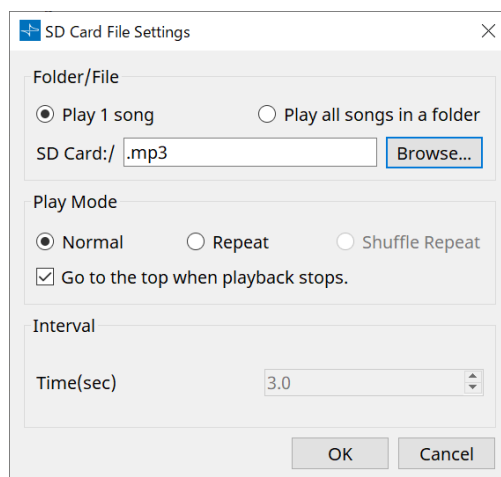 SD Card File Settings
Folder/File
Play 1 song Play all songs in a folder
SD Card:/ .mp3 Browse...
Play Mode
Normal Repeat Shuffle Repeat
Go to the top when playback stops.
Interval
Time(sec) 3.0
OK Cancel